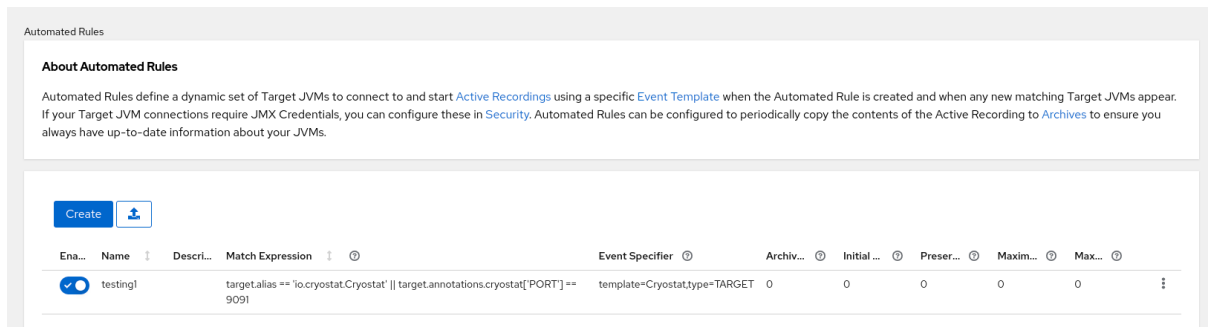 Automated Rules
About Automated Rules
Automated Rules define a dynamic set of Target JVMs to connect to and start Active Recordings using a specific Event Template when the Automated Rule is created and when any new matching Target JVMs appear.
If your Target JVM connections require JMX Credentials, you can configure these in Security. Automated Rules can be configured to periodically copy the contents of the Active Recording to Archives to ensure you
always have up-to-date information about your JVMs.
Create
Ena... Name Descri... Match Expression Event Specifier Archiv... Initial ... Preser... Maxim... Max...
testing1 target.alias == 'io.cryostat.Cryostat' || target.annotations.cryostat['PORT'] == template=Cryostat,type=TARGET 0 0 0 0 0
9091